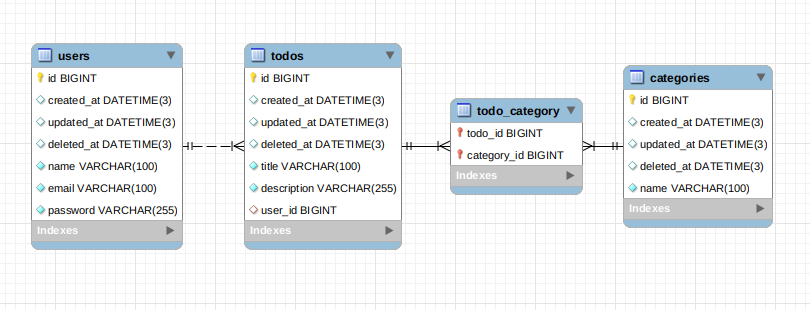 users
id BIGINT
created_at DATETIME(3)
updated_at DATETIME(3)
deleted_at DATETIME(3)
name VARCHAR(100)
email VARCHAR(100)
password VARCHAR(255)
Indexes
todos
id BIGINT
created_at DATETIME(3)
updated_at DATETIME(3)
deleted_at DATETIME(3)
title VARCHAR(100)
description VARCHAR(255)
user_id BIGINT
Indexes
todo_category
todo_id BIGINT
category_id BIGINT
Indexes
categories
id BIGINT
created_at DATETIME(3)
updated_at DATETIME(3)
deleted_at DATETIME(3)
name VARCHAR(100)
Indexes